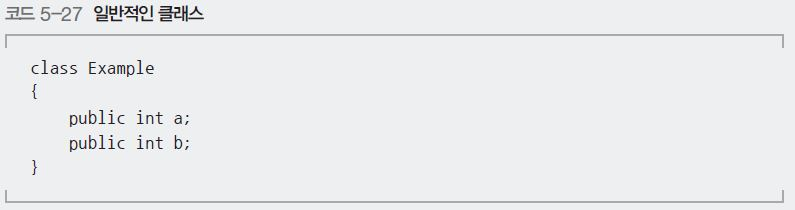 코드 5-27 일반적인 클래스
class Example
{
    public int a;
    public int b;
}